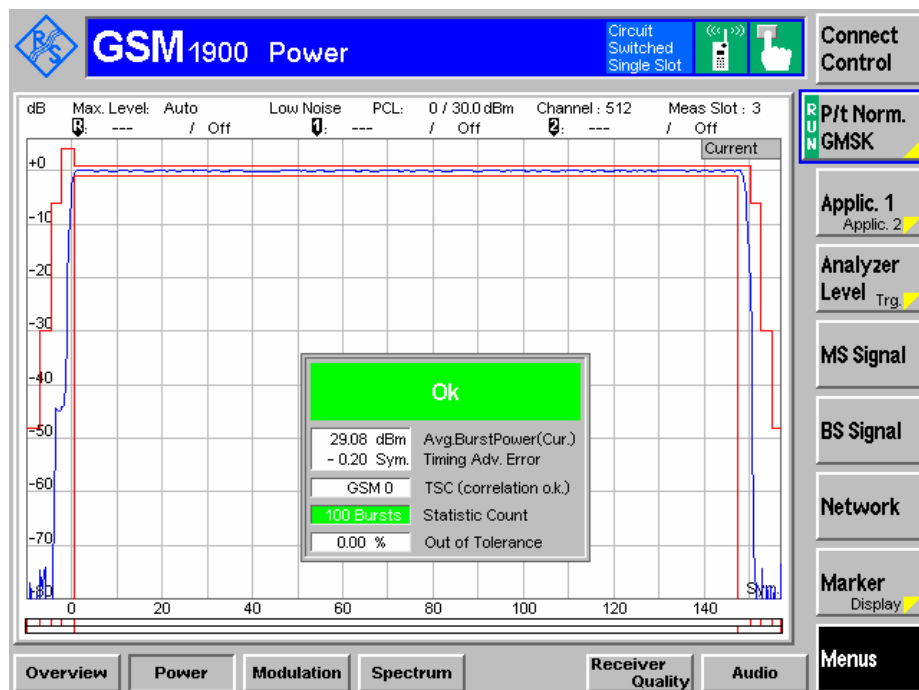 R&S
GSM1900 Power
Circuit
Switched
Single Slot
Connect
Control
dB Max. Level: Auto Low Noise PCL: 0 / 30.0 dBm Channel : 512 Meas Slot : 3
R: --- / Off 1: --- / Off 2: --- / Off
Current
RUN
P/t Norm.
GMSK
+0
-10
-20
-30
-40
-50
-60
-70
-80
Ok
29.08 dBm Avg.BurstPower(Cur.)
- 0.20 Sym. Timing Adv. Error
GSM 0 TSC (correlation o.k.)
100 Bursts Statistic Count
0.00 % Out of Tolerance
Sym.
0 20 40 60 80 100 120 140
Applic. 1
Applic. 2
Analyzer
Level Trg.
MS Signal
BS Signal
Network
Marker
Display
Menus
Overview Power Modulation Spectrum Receiver Quality Audio